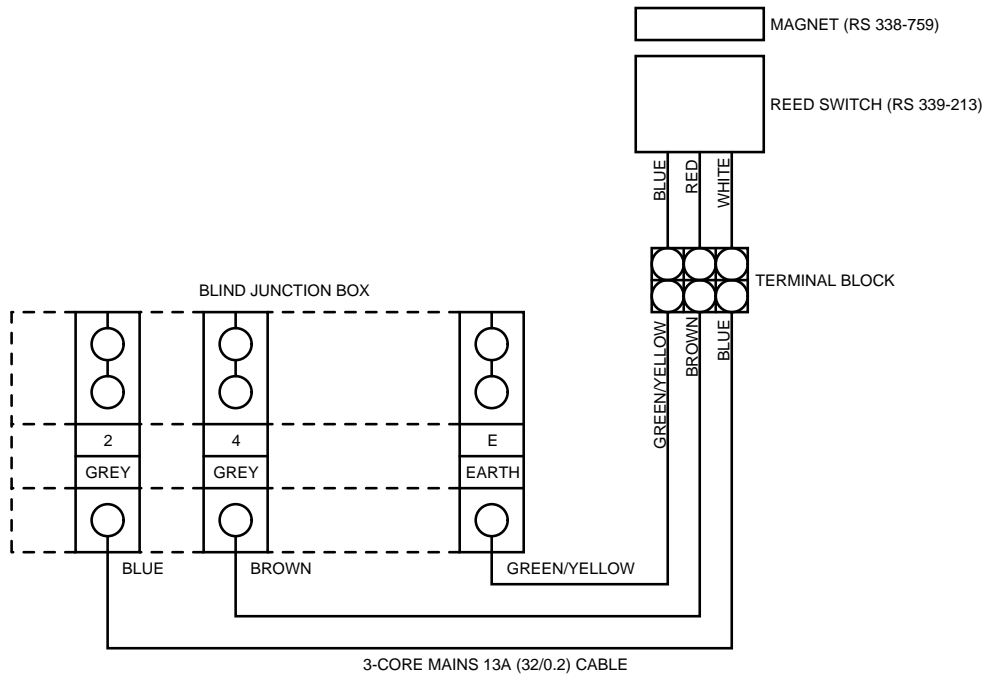 MAGNET (RS 338-759)
REED SWITCH (RS 339-213)
BLUE
RED
WHITE
TERMINAL BLOCK
BLIND JUNCTION BOX
GREEN/YELLOW
BROWN
BLUE
2
4
E
GREY
GREY
EARTH
BLUE
BROWN
GREEN/YELLOW
3-CORE MAINS 13A (32/0.2) CABLE